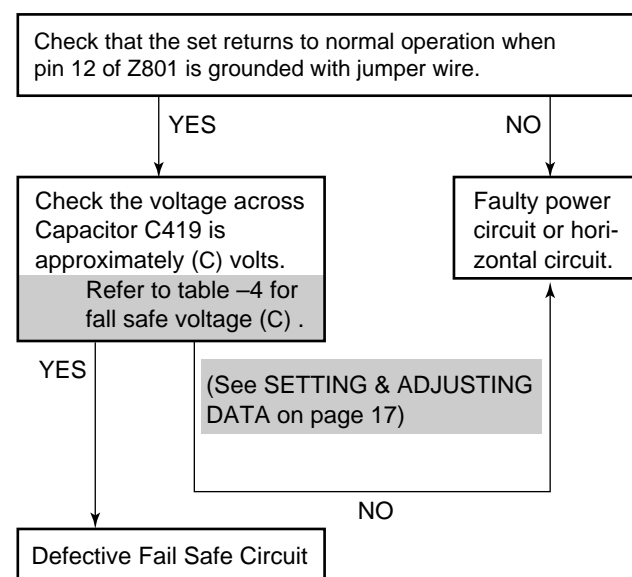 Check that the set returns to normal operation when
pin 12 of Z801 is grounded with jumper wire.
YES
NO
Check the voltage across
Capacitor C419 is
approximately (C) volts.
Refer to table –4 for
fall safe voltage (C) .
Faulty power
circuit or hori-
zontal circuit.
YES
(See SETTING & ADJUSTING
DATA on page 17)
NO
Defective Fail Safe Circuit